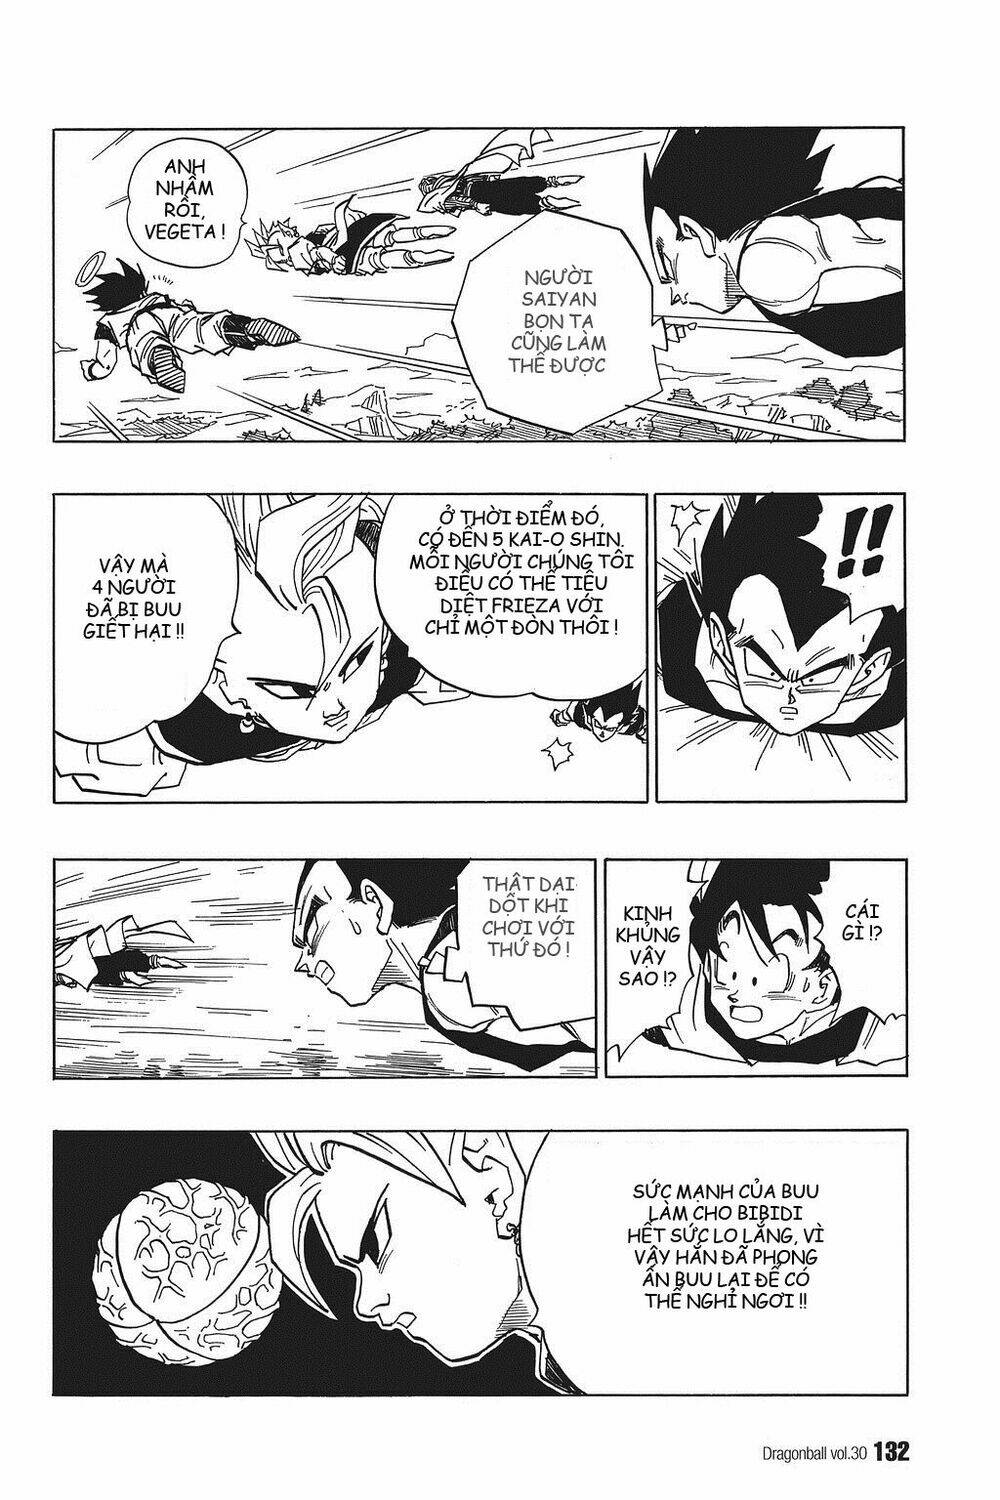 NGƯỜI
SAIYAN
BON TA
CŨNG LÀM
THẾ ĐƯỢC
ANH
NHẦM
RỒI,
VEGETA !
Ở THỜI ĐIỂM ĐÓ,
CÓ ĐẾN 5 KAI-O SHIN.
MỖI NGƯỜI CHÚNG TÔI
ĐIỀU CÓ THỂ TIÊU
DIỆT FRIEZA VỚI
CHỈ MỘT ĐÒN THÔI !
VẬY MÀ
4 NGƯỜI
ĐÃ BỊ BUU
GIẾT HẠI !!
CÁI
GÌ !?
KINH
KHỦNG
VẬY
SAO !?
THẬT DẠI
DỘT KHI
CHƠI VỚI
THỨ ĐÓ !
SỨC MẠNH CỦA BUU
LÀM CHO BIBIDI
HẾT SỨC LO LẮNG, VÌ
VẬY HẮN ĐÃ PHONG
ẤN BUU LẠI ĐỂ CÓ
THỂ NGHỈ NGƠI !!
Dragonball vol.30 132